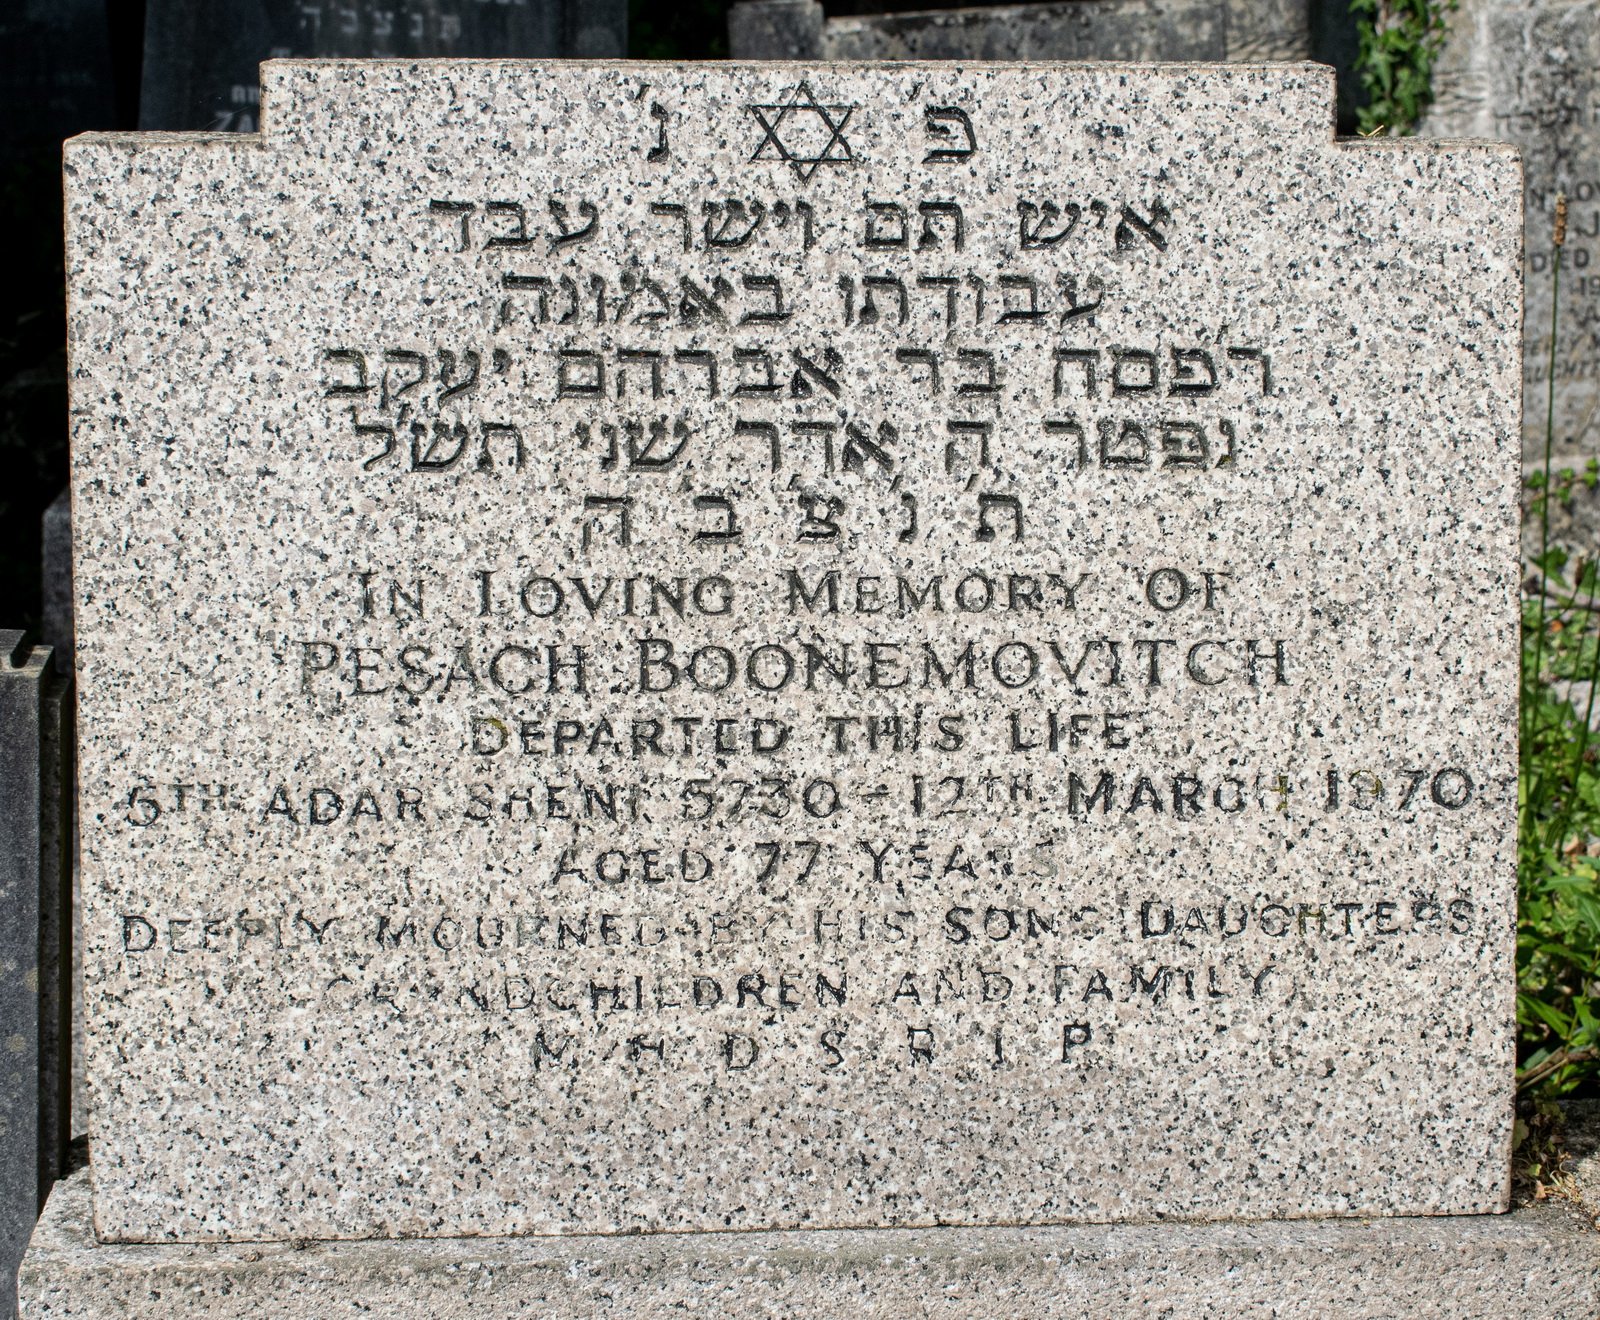 פ' נ'
איש תם וישר עבד
עבודתו באמונה
ר'פסח בר אברהם יעקב
נפטר ה' אדר שני תש'ל
ת' נ' צ' ב' ה
IN LOVING MEMORY OF
PESACH BOONEMOVITCH
DEPARTED THIS LIFE
5TH ADAR SHENI 5730 - 12TH MARCH 1970
AGED 77 YEARS
DEEPLY MOURNED BY HIS SONS DAUGHTERS
GRANDCHILDREN AND FAMILY
M H D S R I P